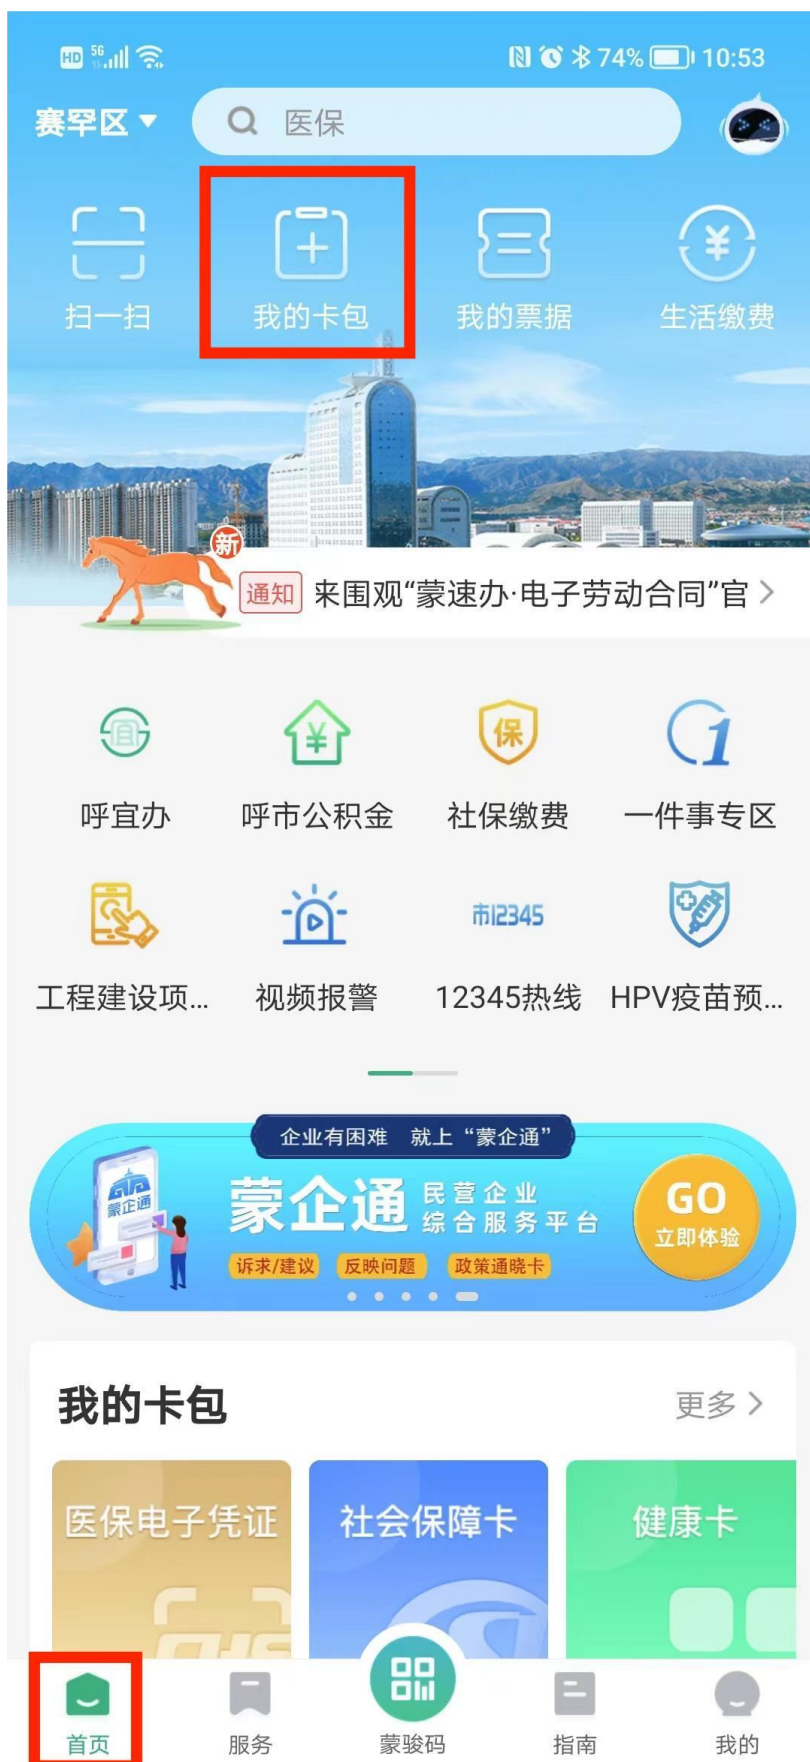 HD 5G 74% 10:53
赛罕区 医保
扫一扫 我的卡包 我的票据 生活缴费
新
通知 来围观“蒙速办·电子劳动合同”官
呼宜办 呼市公积金 社保缴费 一件事专区
市12345
工程建设项... 视频报警 12345热线 HPV疫苗预...
企业有困难 就上“蒙企通”
蒙企通
蒙企通 民营企业
综合服务平台
GO
立即体验
诉求/建议 反映问题 政策通晓卡
我的卡包 更多
医保电子凭证 社会保障卡 健康卡
首页 服务 蒙骏码 指南 我的